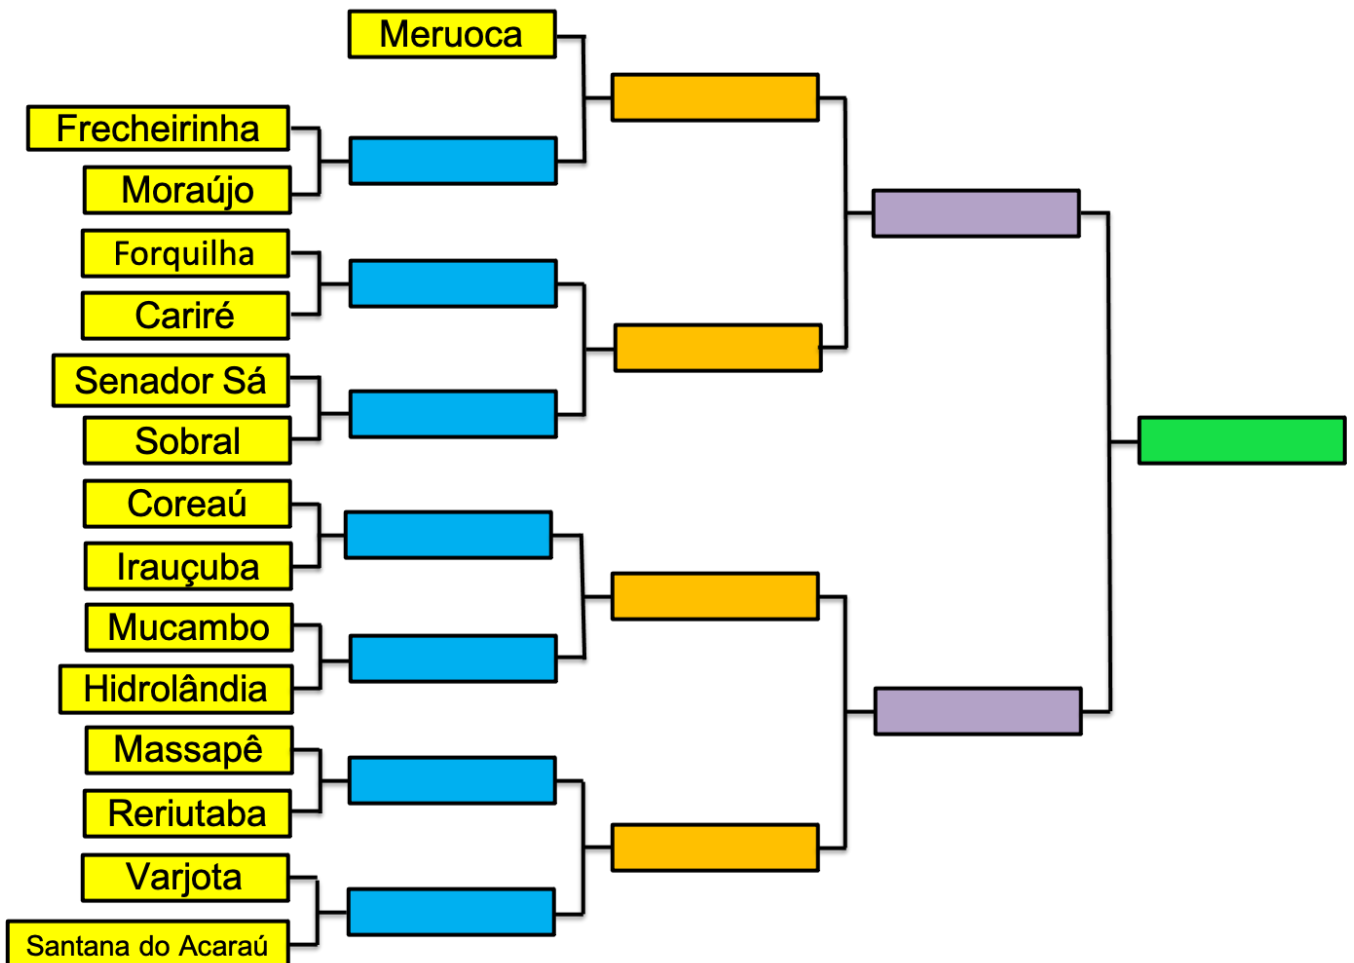 Meruoca
Frecheirinha
Moraújo
Forquilha
Cariré
Senador Sá
Sobral
Coreaú
Irauçuba
Mucambo
Hidrolândia
Massapê
Reriutaba
Varjota
Santana do Acaraú